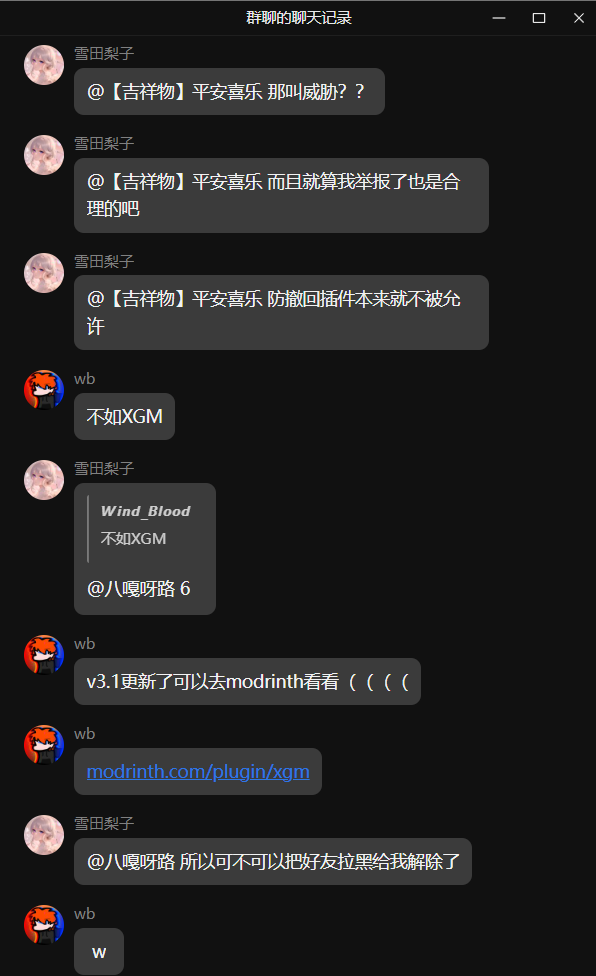 群聊的聊天记录
雪田梨子
@【吉祥物】平安喜乐 那叫威胁？？
雪田梨子
@【吉祥物】平安喜乐 而且就算我举报了也是合
理的吧
雪田梨子
@【吉祥物】平安喜乐 防撤回插件本来就不被允
许
wb
不如XGM
雪田梨子
Wind_Blood
不如XGM
@八嘎呀路 6
wb
v3.1更新了可以去modrinth看看（（（（
wb
modrinth.com/plugin/xgm
雪田梨子
@八嘎呀路 所以可不可以把好友拉黑给我解除了
wb
w